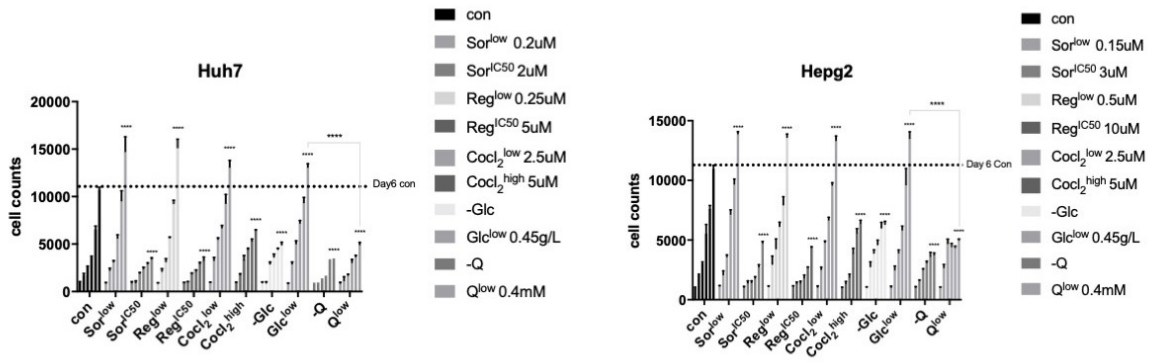 Huh7
cell counts
20000
15000
10000
5000
0
****
****
****
****
****
****
****
****
****
****
****
Day6 con
con
Sor^low
Sor^IC50
Reg^low
Reg^IC50
Cocl₂^low
Cocl₂^high
-Glc
Glc^low
-Q
Q^low
con
Sor^low 0.2uM
Sor^IC50 2uM
Reg^low 0.25uM
Reg^IC50 5uM
Cocl₂^low 2.5uM
Cocl₂^high 5uM
-Glc
Glc^low 0.45g/L
-Q
Q^low 0.4mM
Hepg2
cell counts
15000
10000
5000
0
****
****
****
****
****
****
****
****
****
****
****
Day 6 Con
con
Sor^low
Sor^IC50
Reg^low
Reg^IC50
Cocl₂^low
Cocl₂^high
-Glc
Glc^low
-Q
Q^low
con
Sor^low 0.15uM
Sor^IC50 3uM
Reg^low 0.5uM
Reg^IC50 10uM
Cocl₂^low 2.5uM
Cocl₂^high 5uM
-Glc
Glc^low 0.45g/L
-Q
Q^low 0.4mM